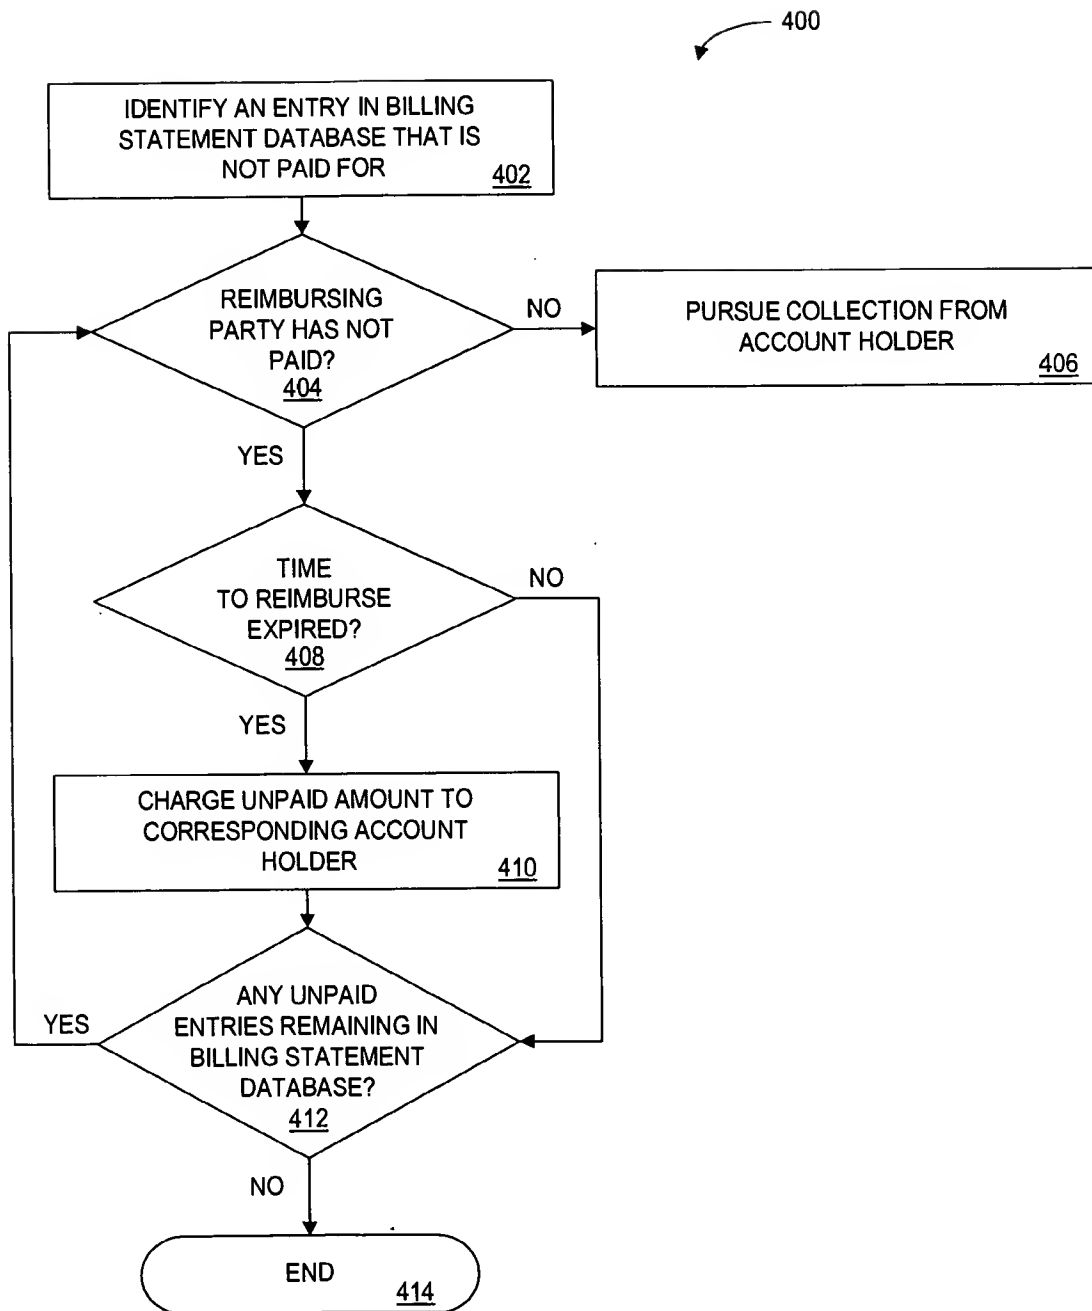 400
IDENTIFY AN ENTRY IN BILLING
STATEMENT DATABASE THAT IS
NOT PAID FOR
402
REIMBURSING
PARTY HAS NOT
PAID?
404
NO
PURSUE COLLECTION FROM
ACCOUNT HOLDER
406
YES
TIME
TO REIMBURSE
EXPIRED?
408
NO
YES
CHARGE UNPAID AMOUNT TO
CORRESPONDING ACCOUNT
HOLDER
410
ANY UNPAID
ENTRIES REMAINING IN
BILLING STATEMENT
DATABASE?
412
YES
NO
END
414